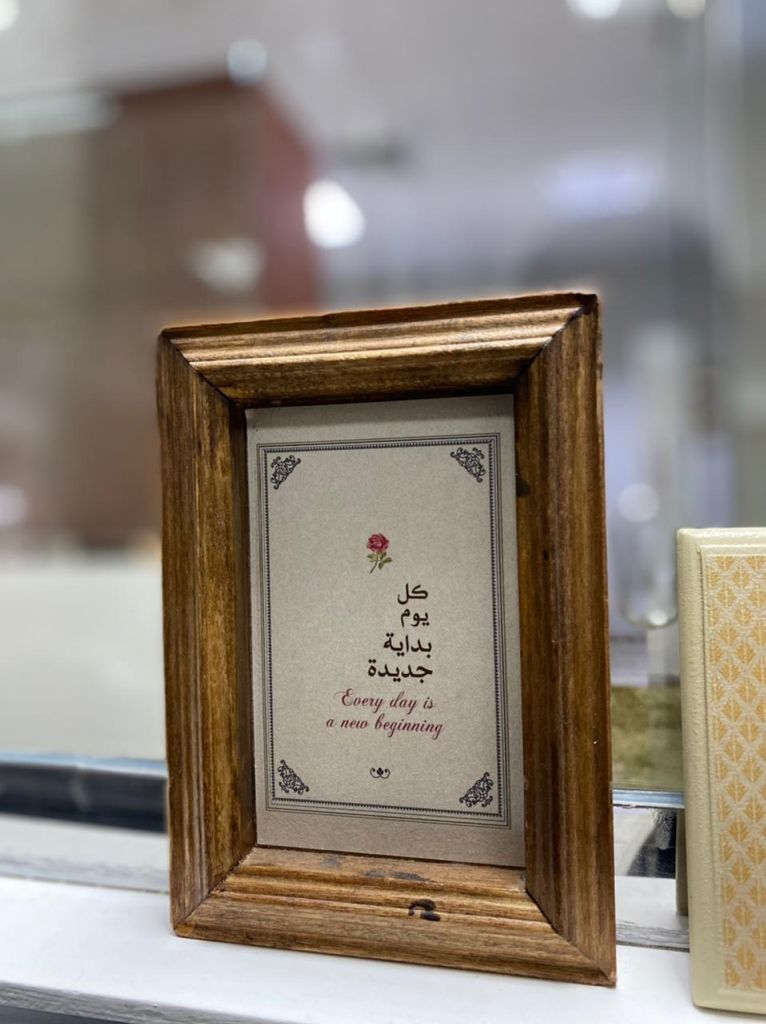 كل
يوم
بداية
جديدة
Every day is
a new beginning